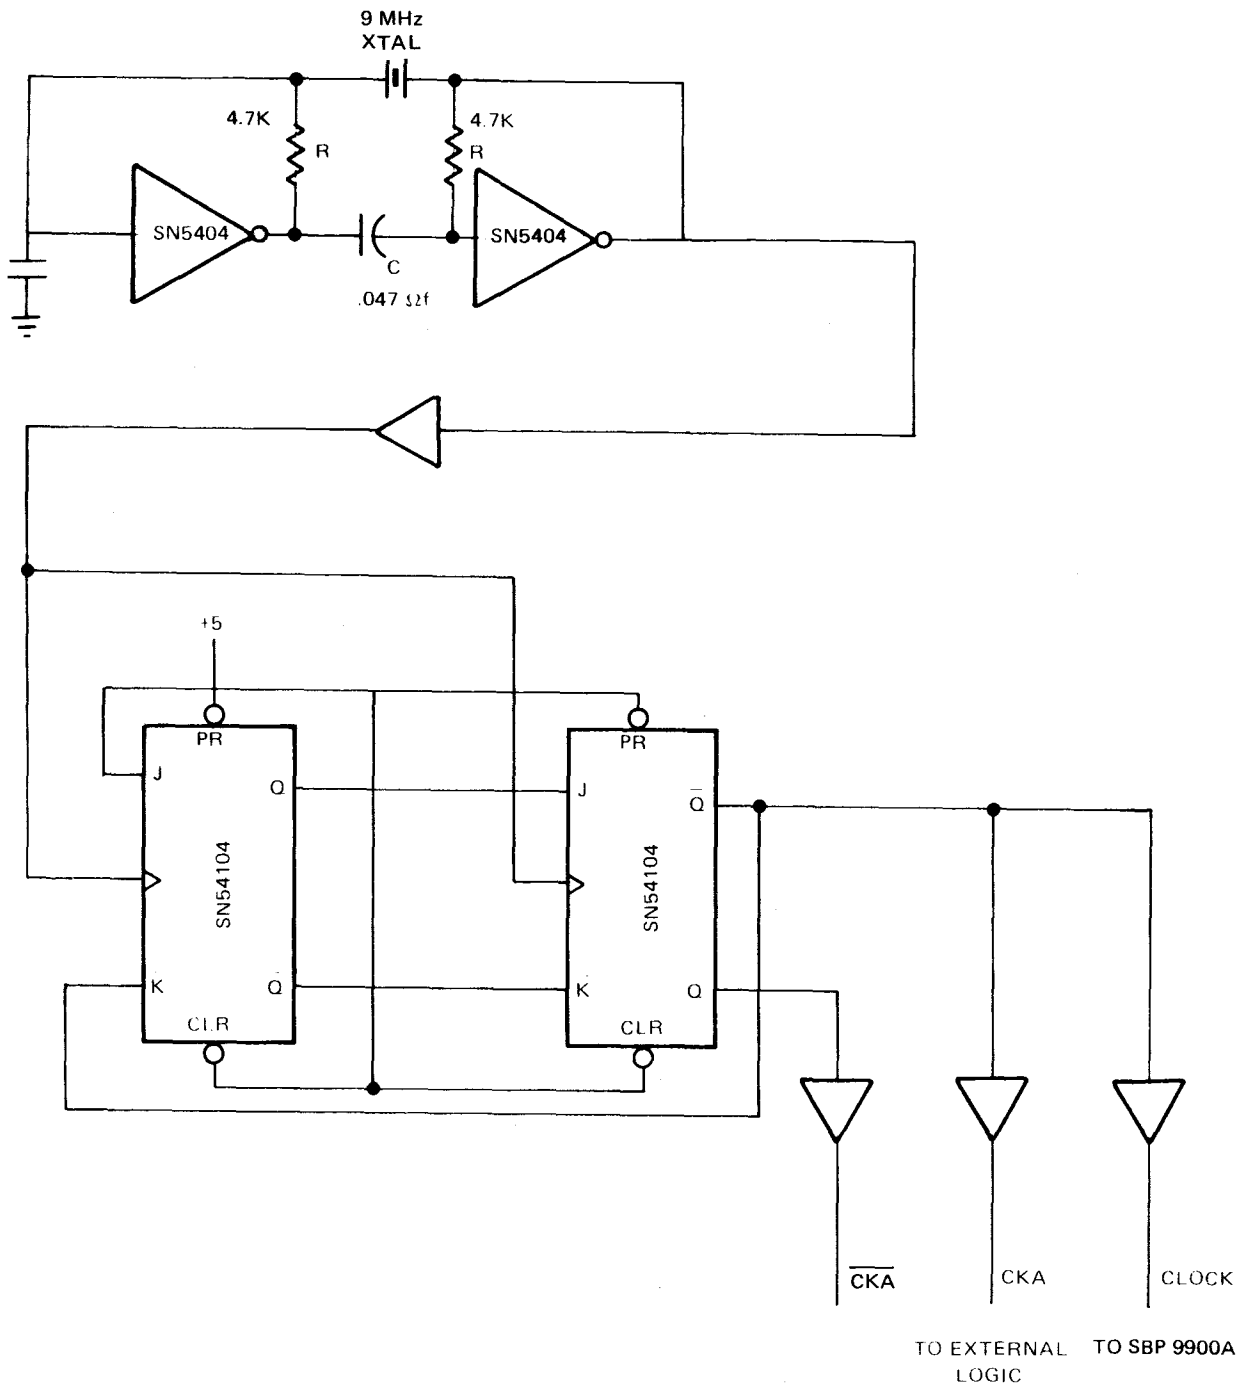 9 MHz
XTAL
4.7K
R
4.7K
R
SN5404
SN5404
C
.047 Ωf
+5
PR
J
Q
SN54104
K
Q̅
CLR
PR
J
Q̅
SN54104
K
Q
CLR
C̅K̅A̅
CKA
CLOCK
TO EXTERNAL
LOGIC
TO SBP 9900A